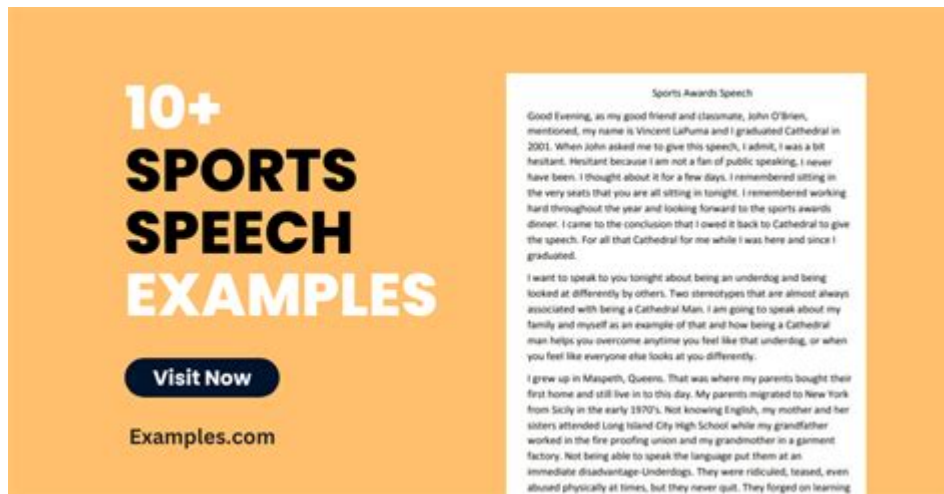 10+
SPORTS
SPEECH
EXAMPLES
Visit Now
Examples.com
Sports Awards Speech
Good Evening, as my good friend and classmate, John O'Brien,
mentioned, my name is Vincent LaPuma and I graduated Cathedral in
2001. When John asked me to give this speech, I admit, I was a bit
hesitant. Hesitant because I am not a fan of public speaking, I never
have been. I thought about it for a few days. I remembered sitting in
the very seats that you are all sitting in tonight. I remembered working
hard throughout the year and looking forward to the sports awards
dinner. I came to the conclusion that I owed it back to Cathedral to give
the speech. For all that Cathedral for me while I was here and since I
graduated.
I want to speak to you tonight about being an underdog and being
looked at differently by others. Two stereotypes that are almost always
associated with being a Cathedral Man. I am going to speak about my
family and myself as an example of that and how being a Cathedral
man helps you overcome anytime you feel like that underdog, or when
you feel like everyone else looks at you differently.
I grew up in Maspeth, Queens. That was where my parents bought their
first home and still live in to this day. My parents migrated to New York
from Sicily in the early 1970's. Not knowing English, my mother and her
sisters attended Long Island City High School while my grandfather
worked in the fire proofing union and my grandmother in a garment
factory. Not being able to speak the language put them at an
immediate disadvantage-Underdogs. They were ridiculed, teased, even
abused physically at times, but they never quit. They forged on learning